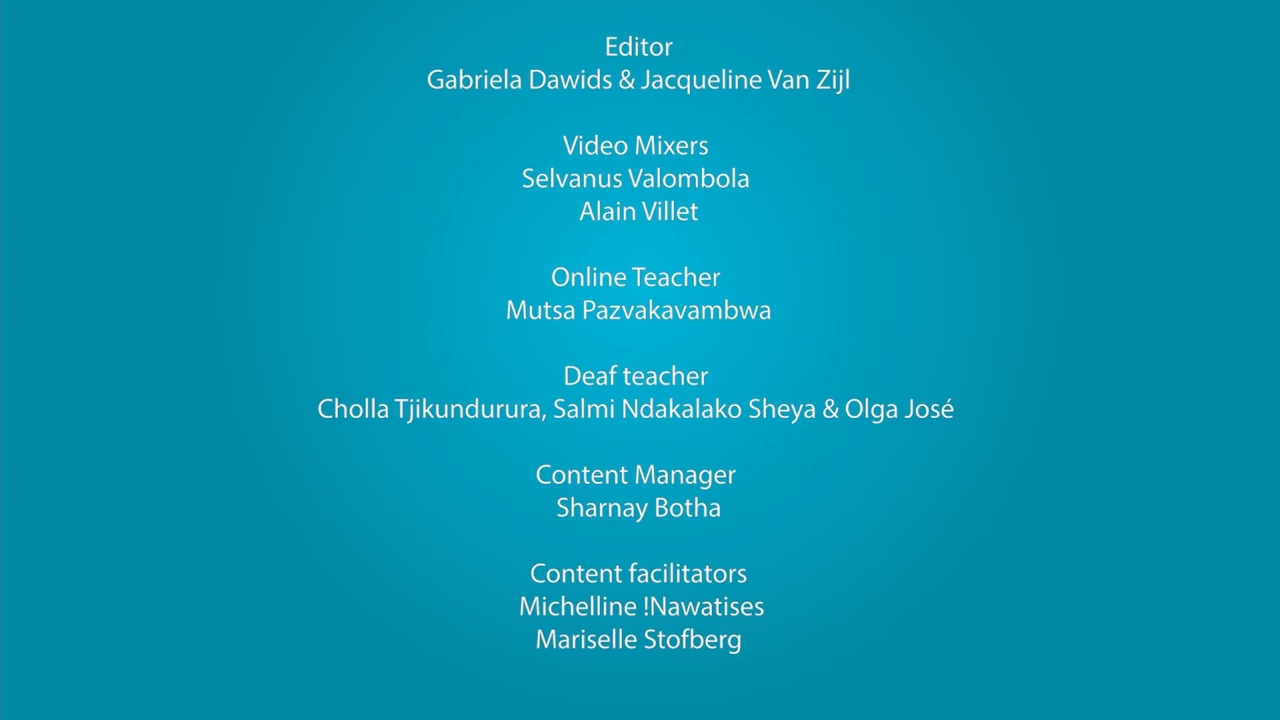 Editor
Gabriela Dawids & Jacqueline Van Zijl
Video Mixers
Selvanus Valombola
Alain Villet
Online Teacher
Mutsa Pazvakavambwa
Deaf teacher
Cholla Tjikundurura, Salmi Ndakalako Sheya & Olga José
Content Manager
Sharnay Botha
Content facilitators
Michelline !Nawatises
Mariselle Stofberg